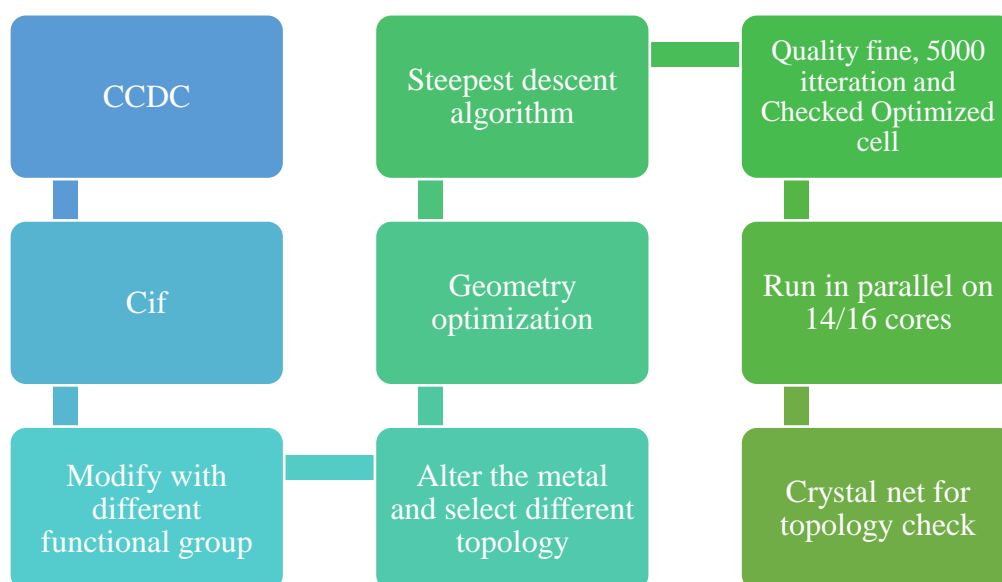 CCDC
Cif
Modify with
different
functional group
Alter the metal
and select different
topology
Geometry
optimization
Steepest descent
algorithm
Quality fine, 5000
itteration and
Checked Optimized
cell
Run in parallel on
14/16 cores
Crystal net for
topology check